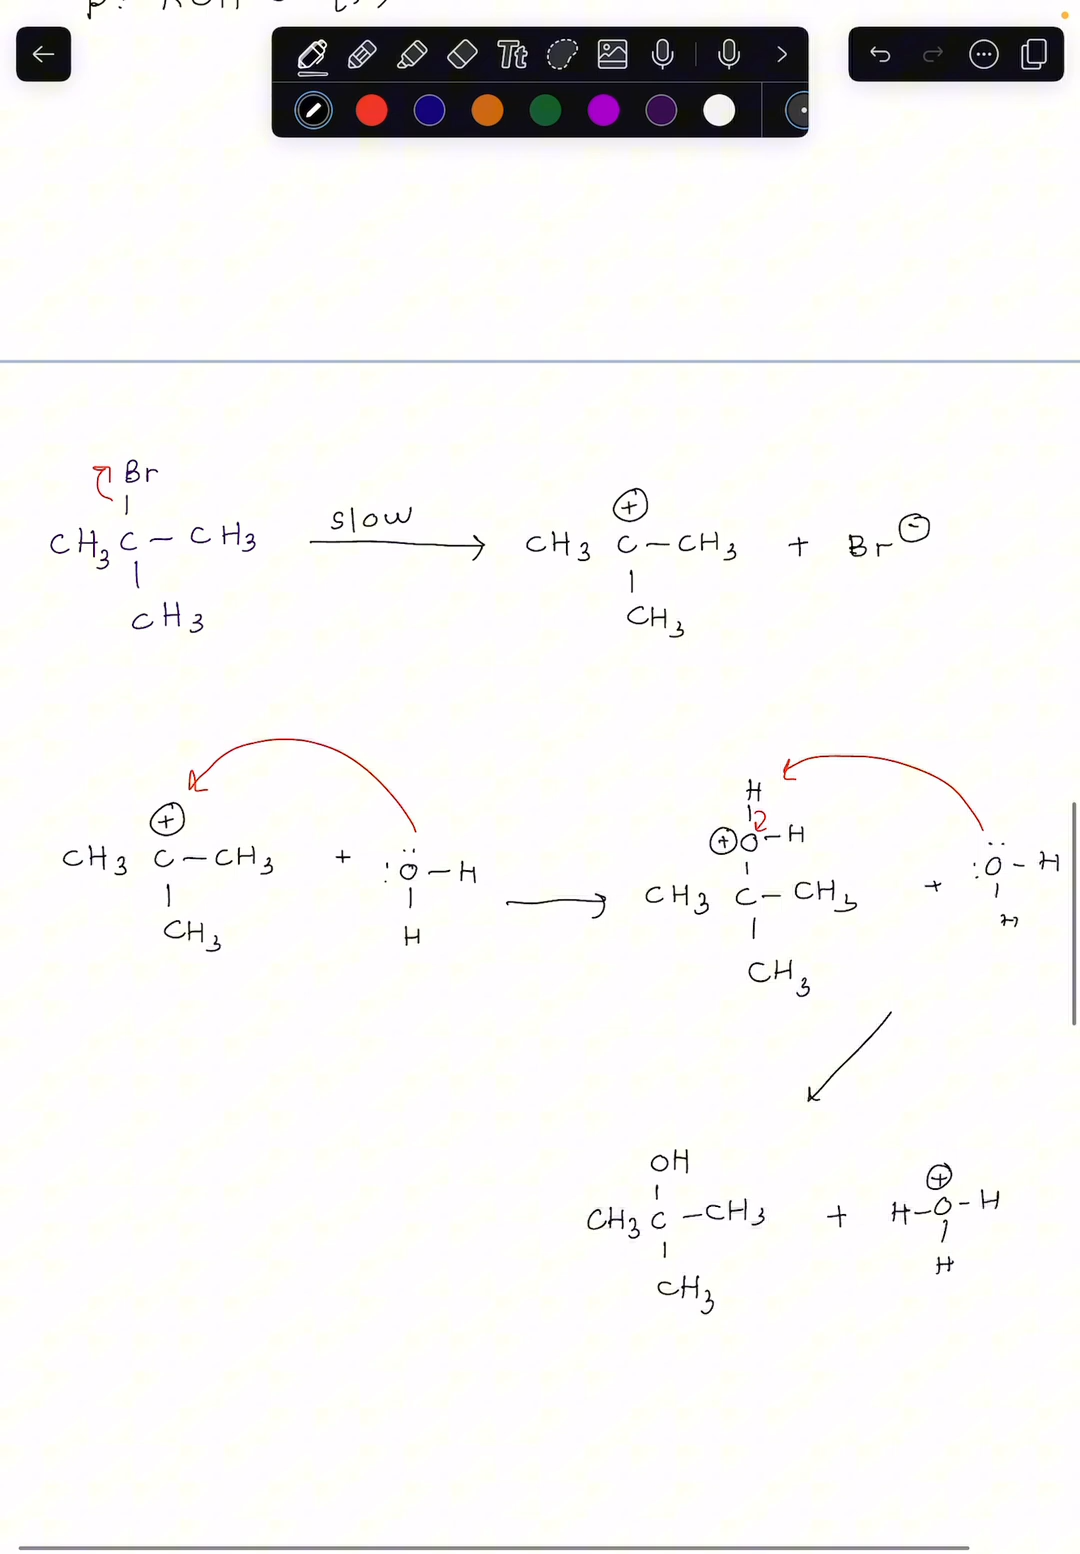 Tt
Br
CH3 C – CH3
CH3
slow
⊕
CH3 C – CH3 + Br⊖
CH3
⊕
CH3 C – CH3 + :Ö – H
CH3
H
H
⊕O – H
CH3 C – CH3 + :Ö – H
CH3
H
OH
CH3 C – CH3 + H–O–H
⊕
CH3
H